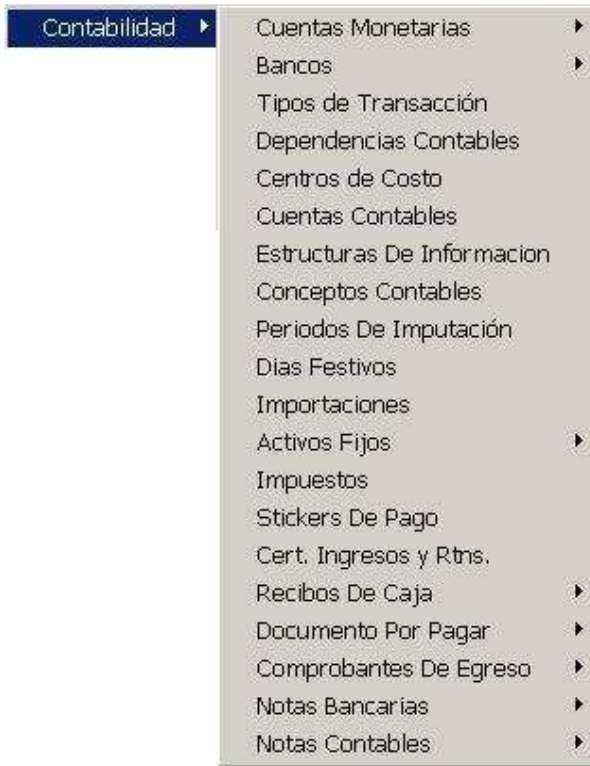 Contabilidad
Cuentas Monetarias
Bancos
Tipos de Transacción
Dependencias Contables
Centros de Costo
Cuentas Contables
Estructuras De Informacion
Conceptos Contables
Periodos De Imputación
Dias Festivos
Importaciones
Activos Fijos
Impuestos
Stickers De Pago
Cert. Ingresos y Rtns.
Recibos De Caja
Documento Por Pagar
Comprobantes De Egreso
Notas Bancarias
Notas Contables